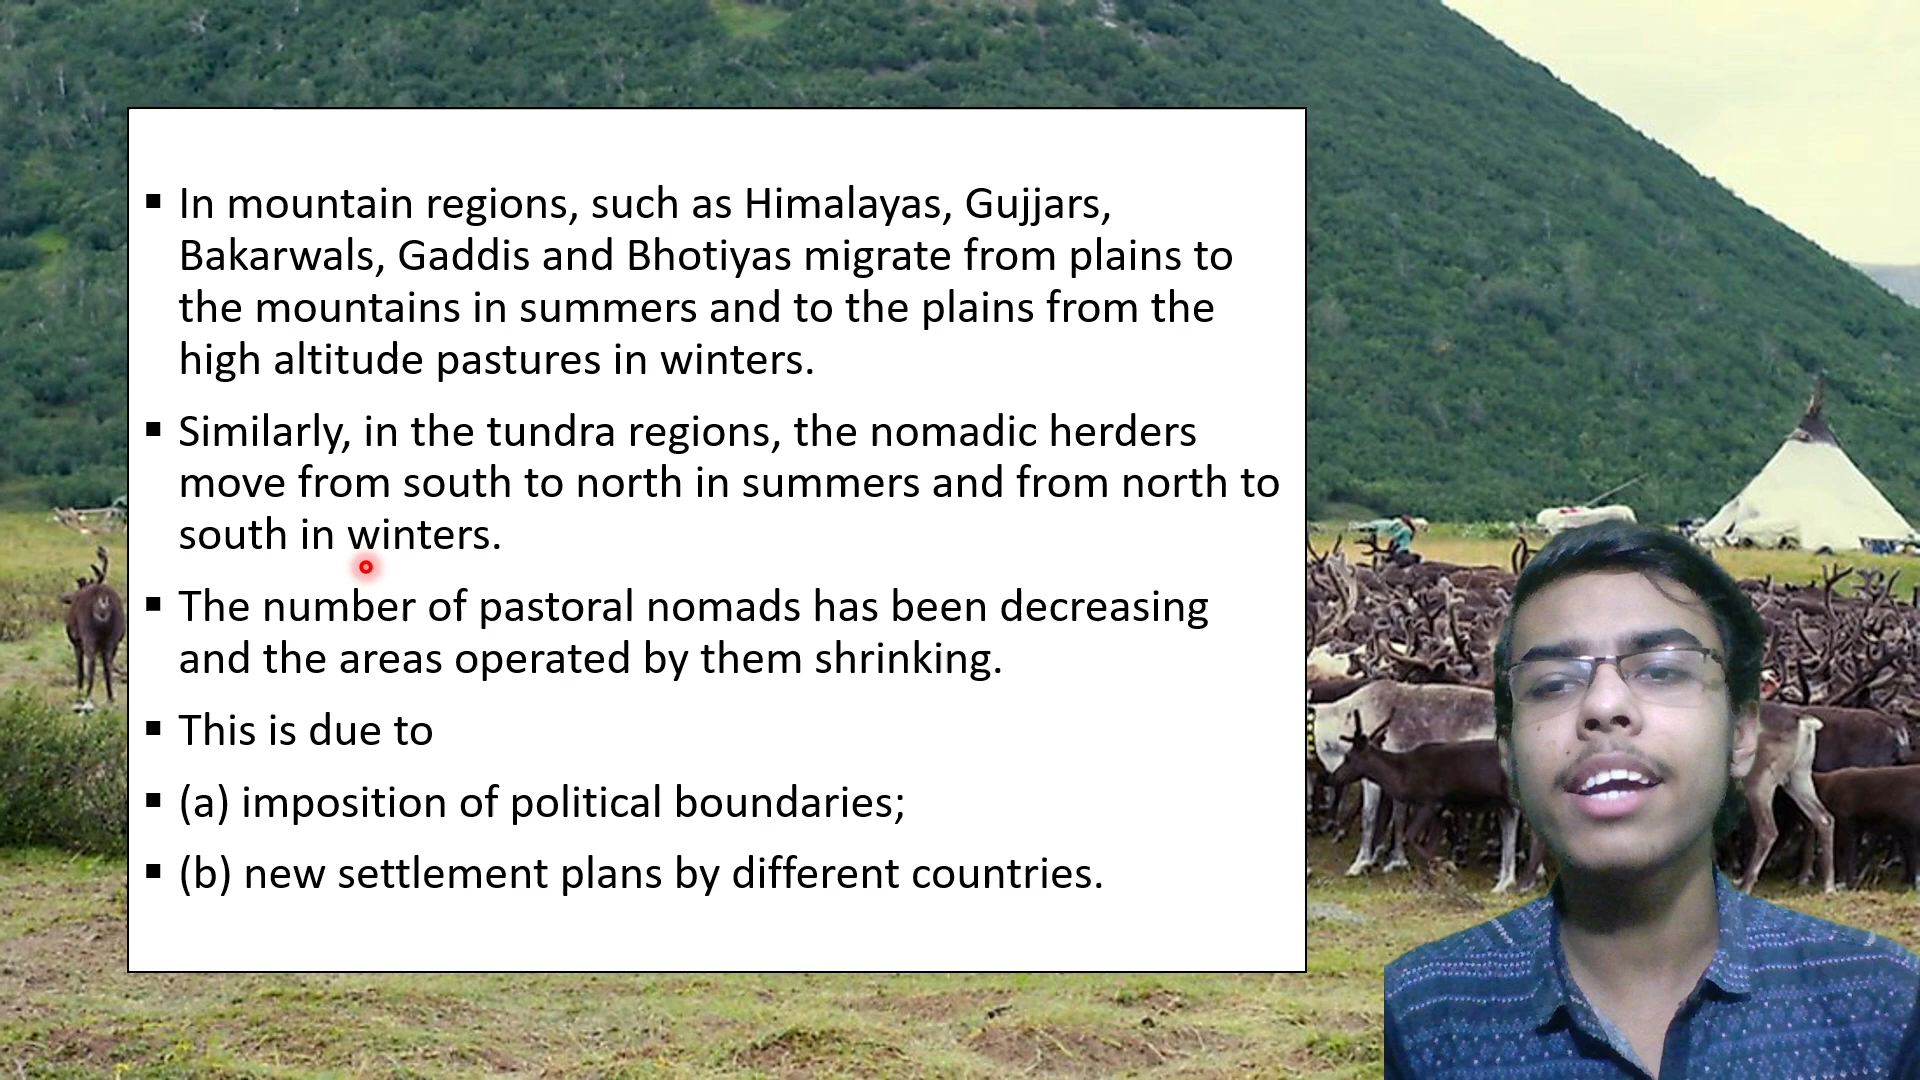 ▪ In mountain regions, such as Himalayas, Gujjars,
Bakarwals, Gaddis and Bhotiyas migrate from plains to
the mountains in summers and to the plains from the
high altitude pastures in winters.
▪ Similarly, in the tundra regions, the nomadic herders
move from south to north in summers and from north to
south in winters.
▪ The number of pastoral nomads has been decreasing
and the areas operated by them shrinking.
▪ This is due to
▪ (a) imposition of political boundaries;
▪ (b) new settlement plans by different countries.